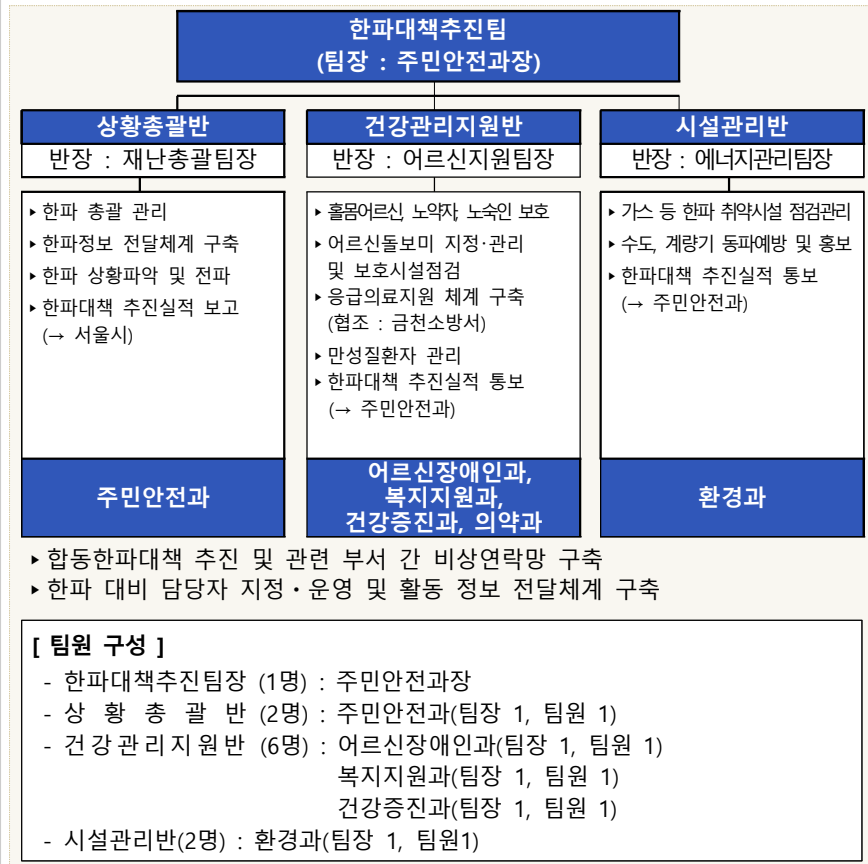 한파대책추진팀
(팀장 : 주민안전과장)
상황총괄반
반장 : 재난총괄팀장
▸ 한파 총괄 관리
▸ 한파정보 전달체계 구축
▸ 한파 상황파악 및 전파
▸ 한파대책 추진실적 보고
(→ 서울시)
주민안전과
건강관리지원반
반장 : 어르신지원팀장
▸ 홀몸어르신, 노약자, 노숙인 보호
▸ 어르신돌보미 지정·관리
및 보호시설점검
▸ 응급의료지원 체계 구축
(협조 : 금천소방서)
▸ 만성질환자 관리
▸ 한파대책 추진실적 통보
(→ 주민안전과)
어르신장애인과,
복지지원과,
건강증진과, 의약과
시설관리반
반장 : 에너지관리팀장
▸ 가스 등 한파 취약시설 점검관리
▸ 수도, 계량기 동파예방 및 홍보
▸ 한파대책 추진실적 통보
(→ 주민안전과)
환경과
▸ 합동한파대책 추진 및 관련 부서 간 비상연락망 구축
▸ 한파 대비 담당자 지정・운영 및 활동 정보 전달체계 구축
[ 팀원 구성 ]
- 한파대책추진팀장 (1명) : 주민안전과장
- 상 황 총 괄 반 (2명) : 주민안전과(팀장 1, 팀원 1)
- 건강관리지원반 (6명) : 어르신장애인과(팀장 1, 팀원 1)
복지지원과(팀장 1, 팀원 1)
건강증진과(팀장 1, 팀원 1)
- 시설관리반(2명) : 환경과(팀장 1, 팀원1)